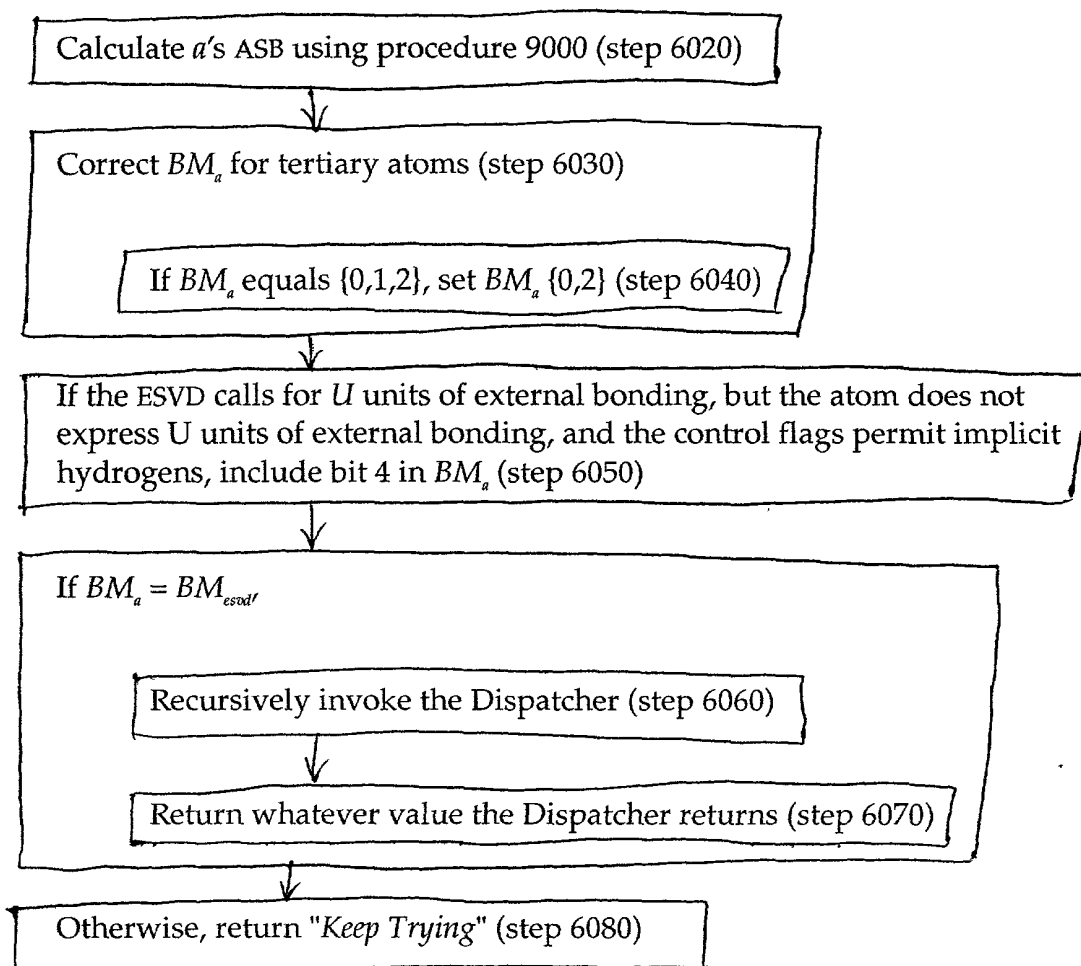 Calculate a's ASB using procedure 9000 (step 6020)
Correct BMₐ for tertiary atoms (step 6030)
If BMₐ equals {0,1,2}, set BMₐ {0,2} (step 6040)
If the ESVD calls for U units of external bonding, but the atom does not
express U units of external bonding, and the control flags permit implicit
hydrogens, include bit 4 in BMₐ (step 6050)
If BMₐ = BM_esvd,
Recursively invoke the Dispatcher (step 6060)
Return whatever value the Dispatcher returns (step 6070)
Otherwise, return "Keep Trying" (step 6080)